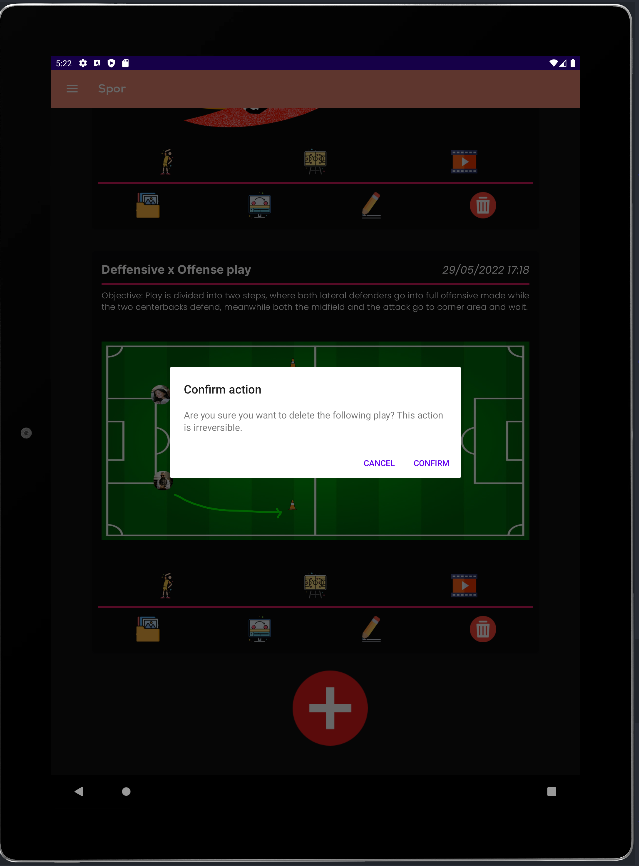 5:22
Spor
Deffensive x Offense play
29/05/2022 17:18
Objective: Play is divided into two steps, where both lateral defenders go into full offensive mode while
the two centerbacks defend, meanwhile both the midfield and the attack go to corner area and wait.
Confirm action
Are you sure you want to delete the following play? This action
is irreversible.
CANCEL CONFIRM